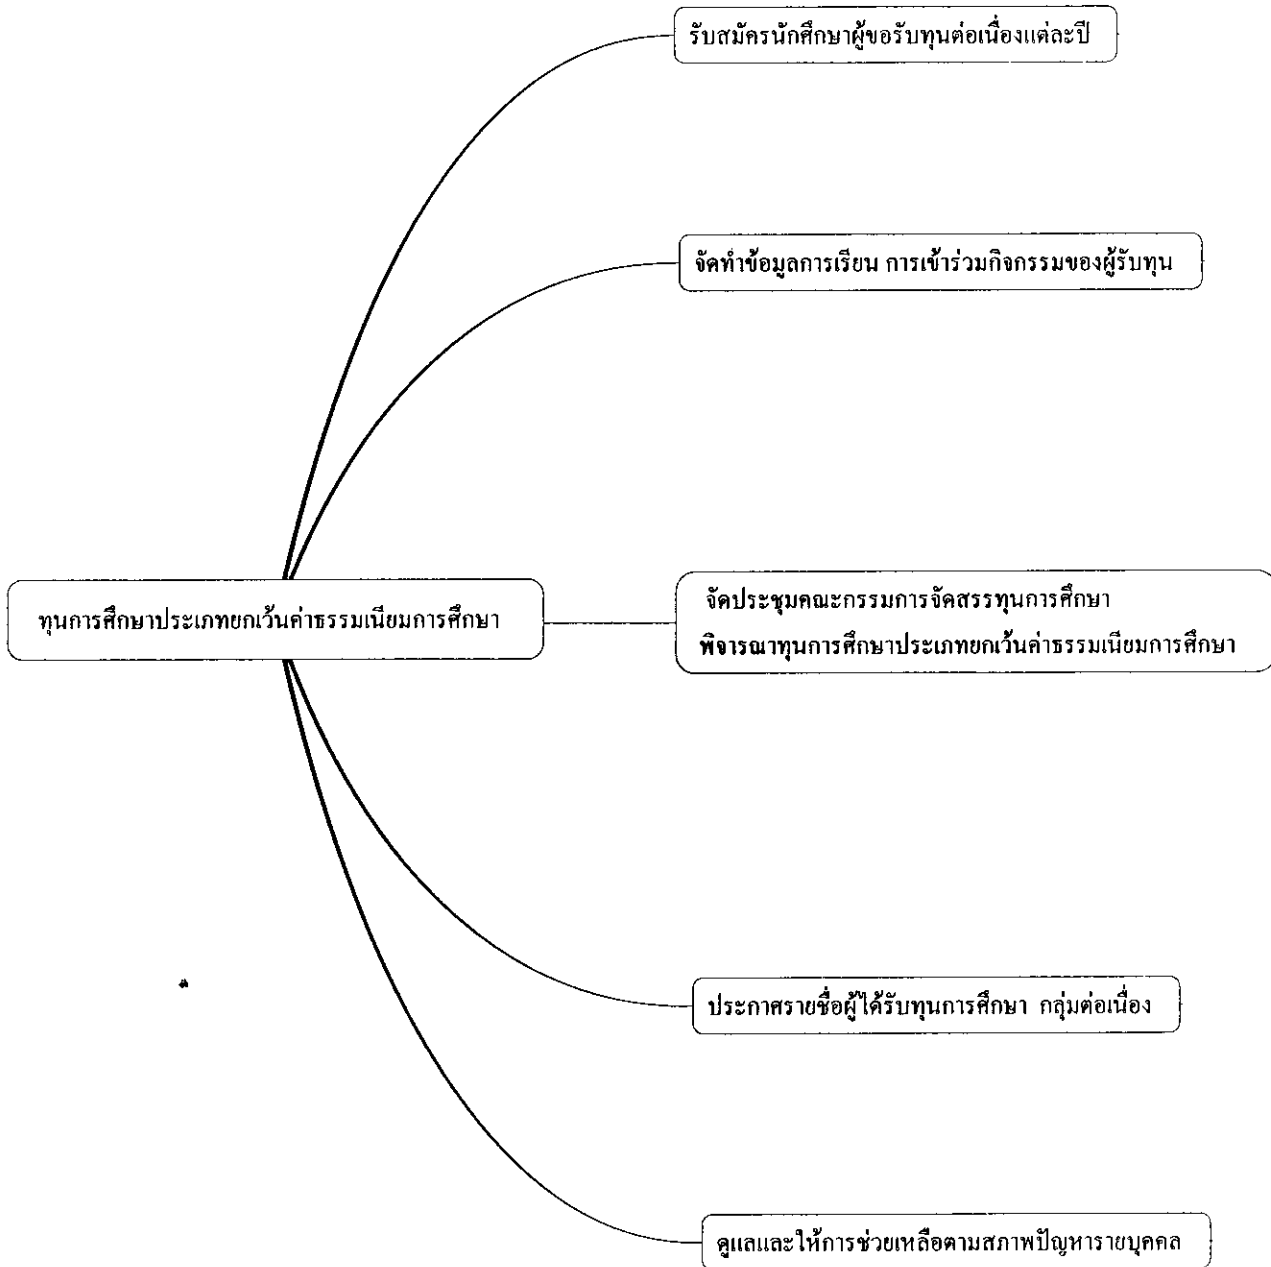 รับสมัครนักศึกษาผู้ขอรับทุนต่อเนื่องแต่ละปี
จัดทำข้อมูลการเรียน การเข้าร่วมกิจกรรมของผู้รับทุน
ทุนการศึกษาประเภทยกเว้นค่าธรรมเนียมการศึกษา
จัดประชุมคณะกรรมการจัดสรรทุนการศึกษา
พิจารณาทุนการศึกษาประเภทยกเว้นค่าธรรมเนียมการศึกษา
ประกาศรายชื่อผู้ได้รับทุนการศึกษา กลุ่มต่อเนื่อง
ดูแลและให้การช่วยเหลือตามสภาพปัญหารายบุคคล